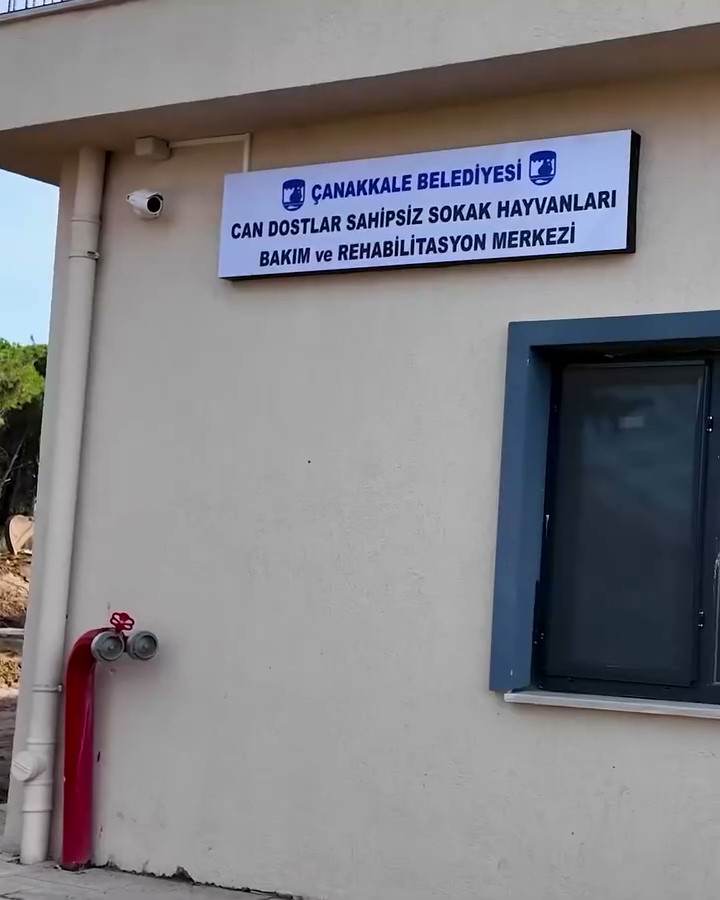 ÇANAKKALE BELEDİYESİ
CAN DOSTLAR SAHİPSİZ SOKAK HAYVANLARI
BAKIM ve REHABİLİTASYON MERKEZİ